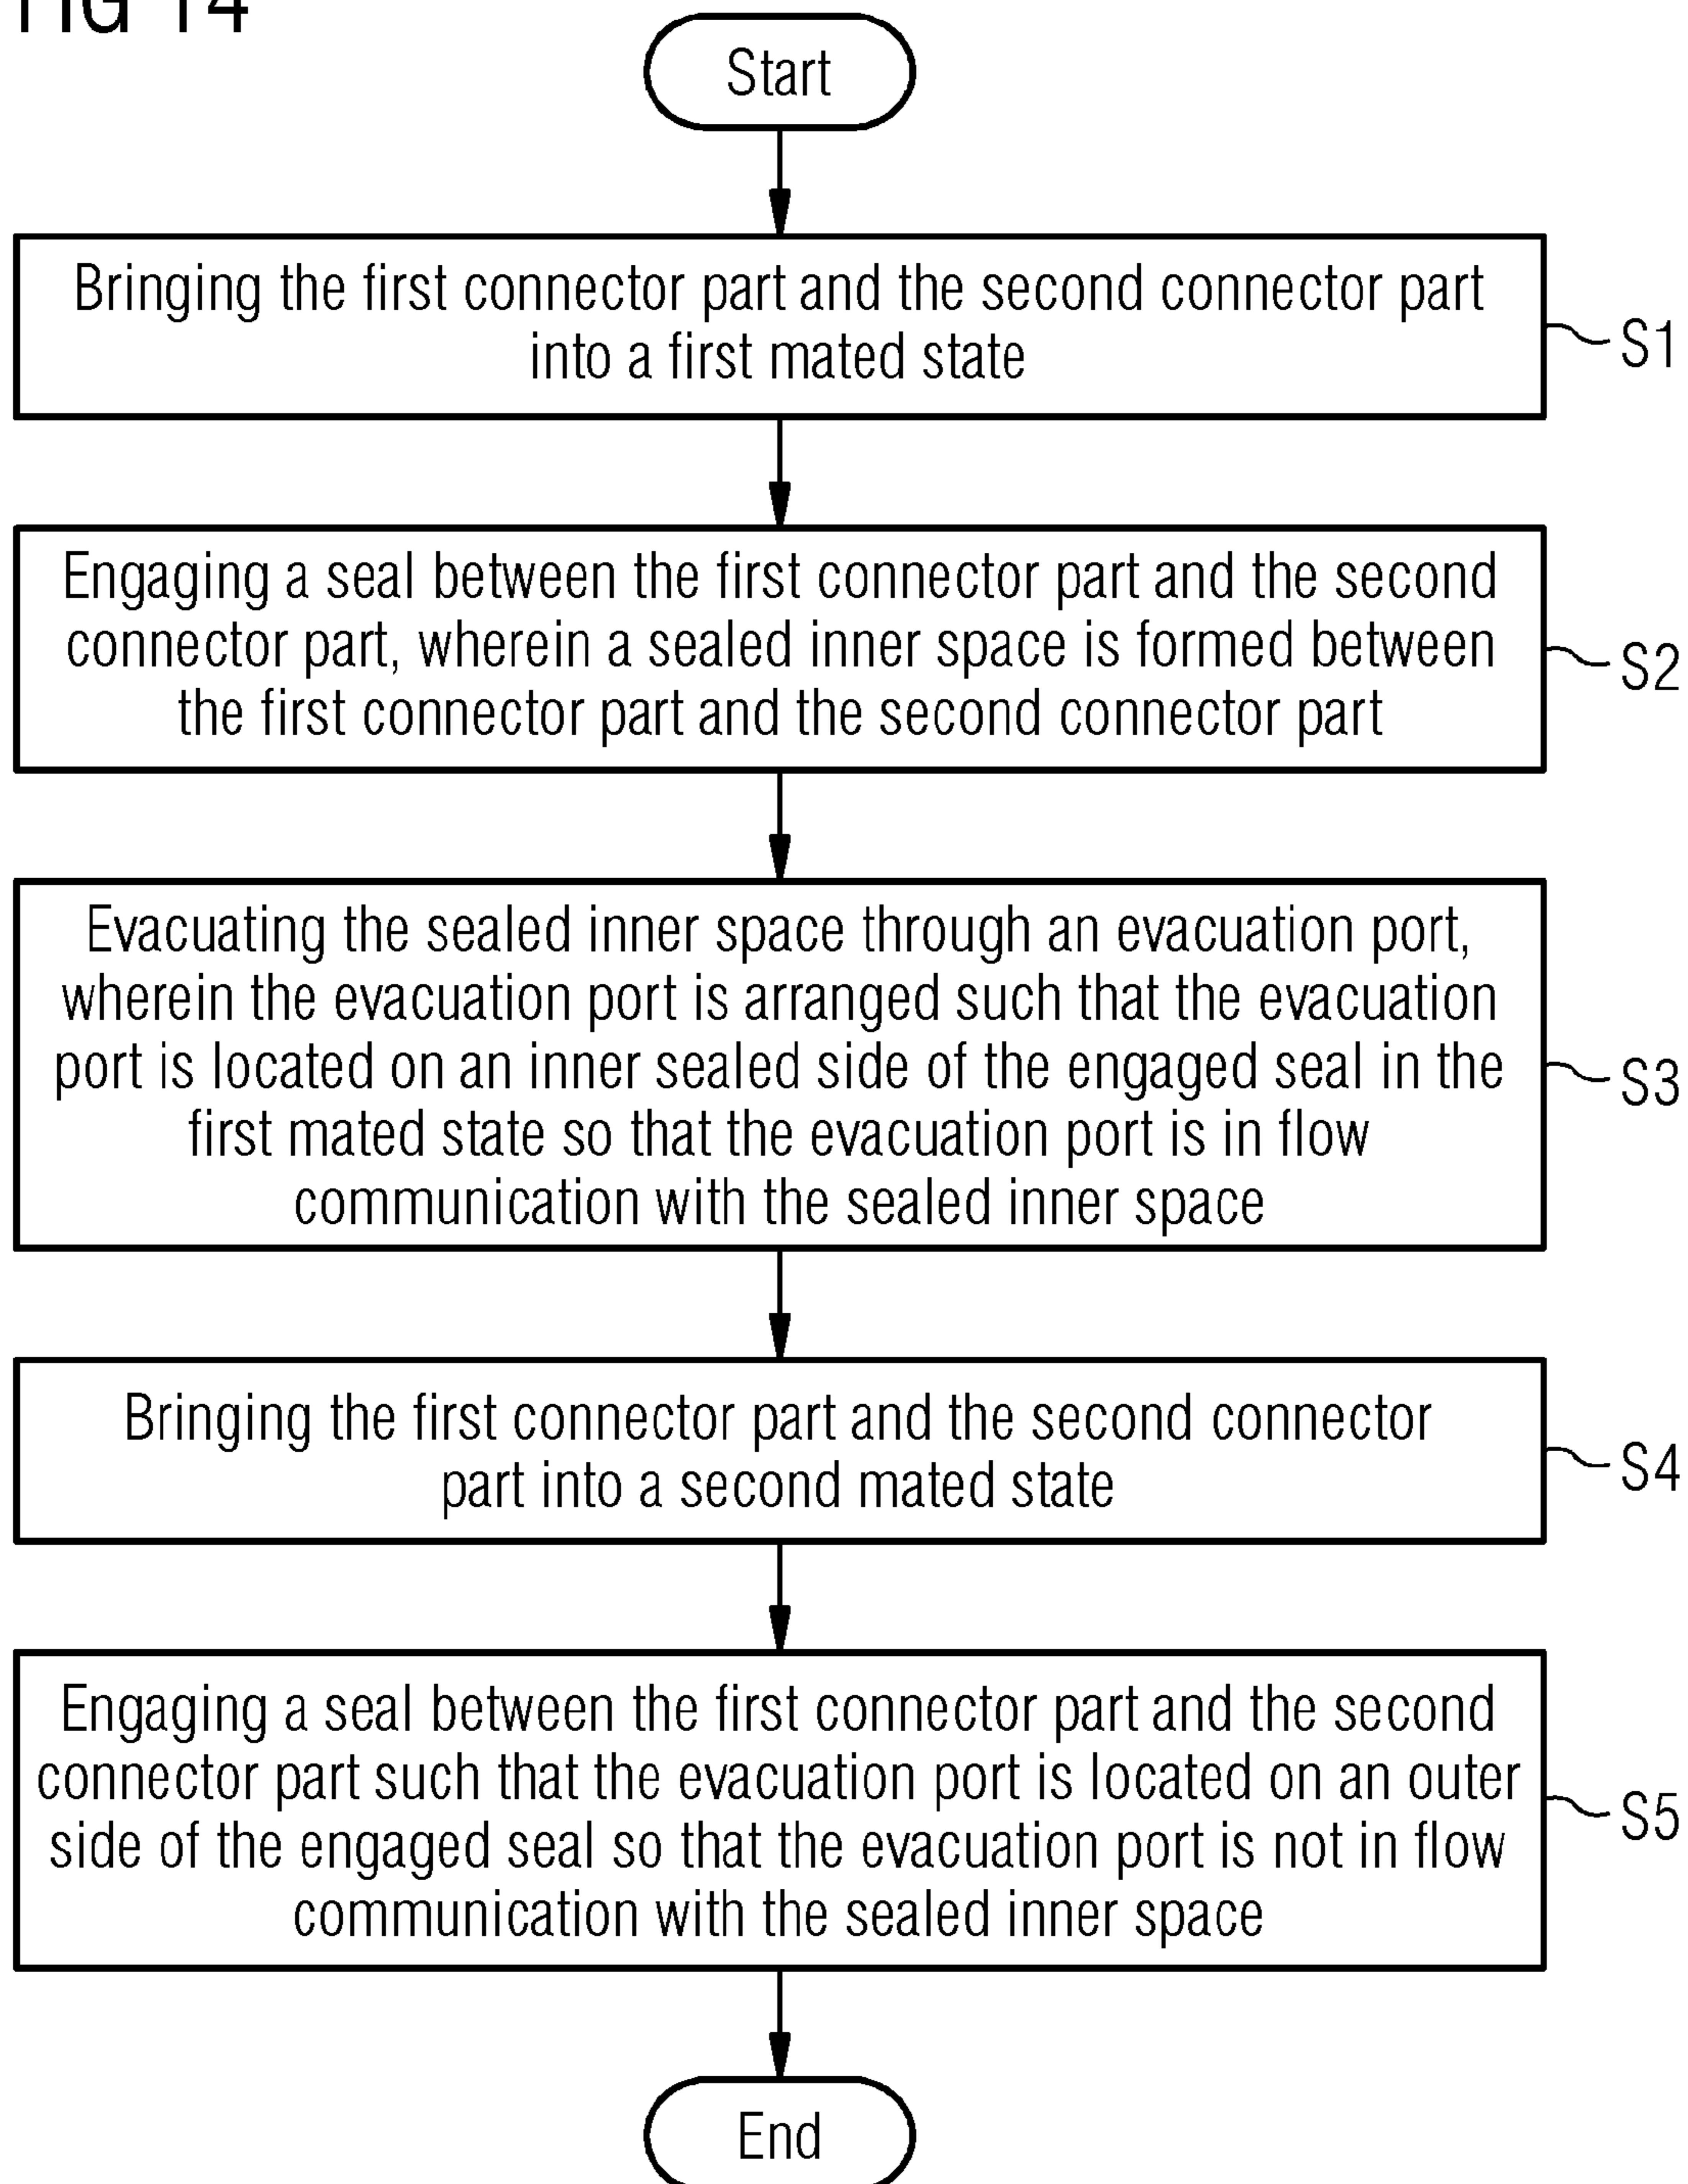 FIG 14
Start
Bringing the first connector part and the second connector part
into a first mated state
S1
Engaging a seal between the first connector part and the second
connector part, wherein a sealed inner space is formed between
the first connector part and the second connector part
S2
Evacuating the sealed inner space through an evacuation port,
wherein the evacuation port is arranged such that the evacuation
port is located on an inner sealed side of the engaged seal in the
first mated state so that the evacuation port is in flow
communication with the sealed inner space
S3
Bringing the first connector part and the second connector
part into a second mated state
S4
Engaging a seal between the first connector part and the second
connector part such that the evacuation port is located on an outer
side of the engaged seal so that the evacuation port is not in flow
communication with the sealed inner space
S5
End